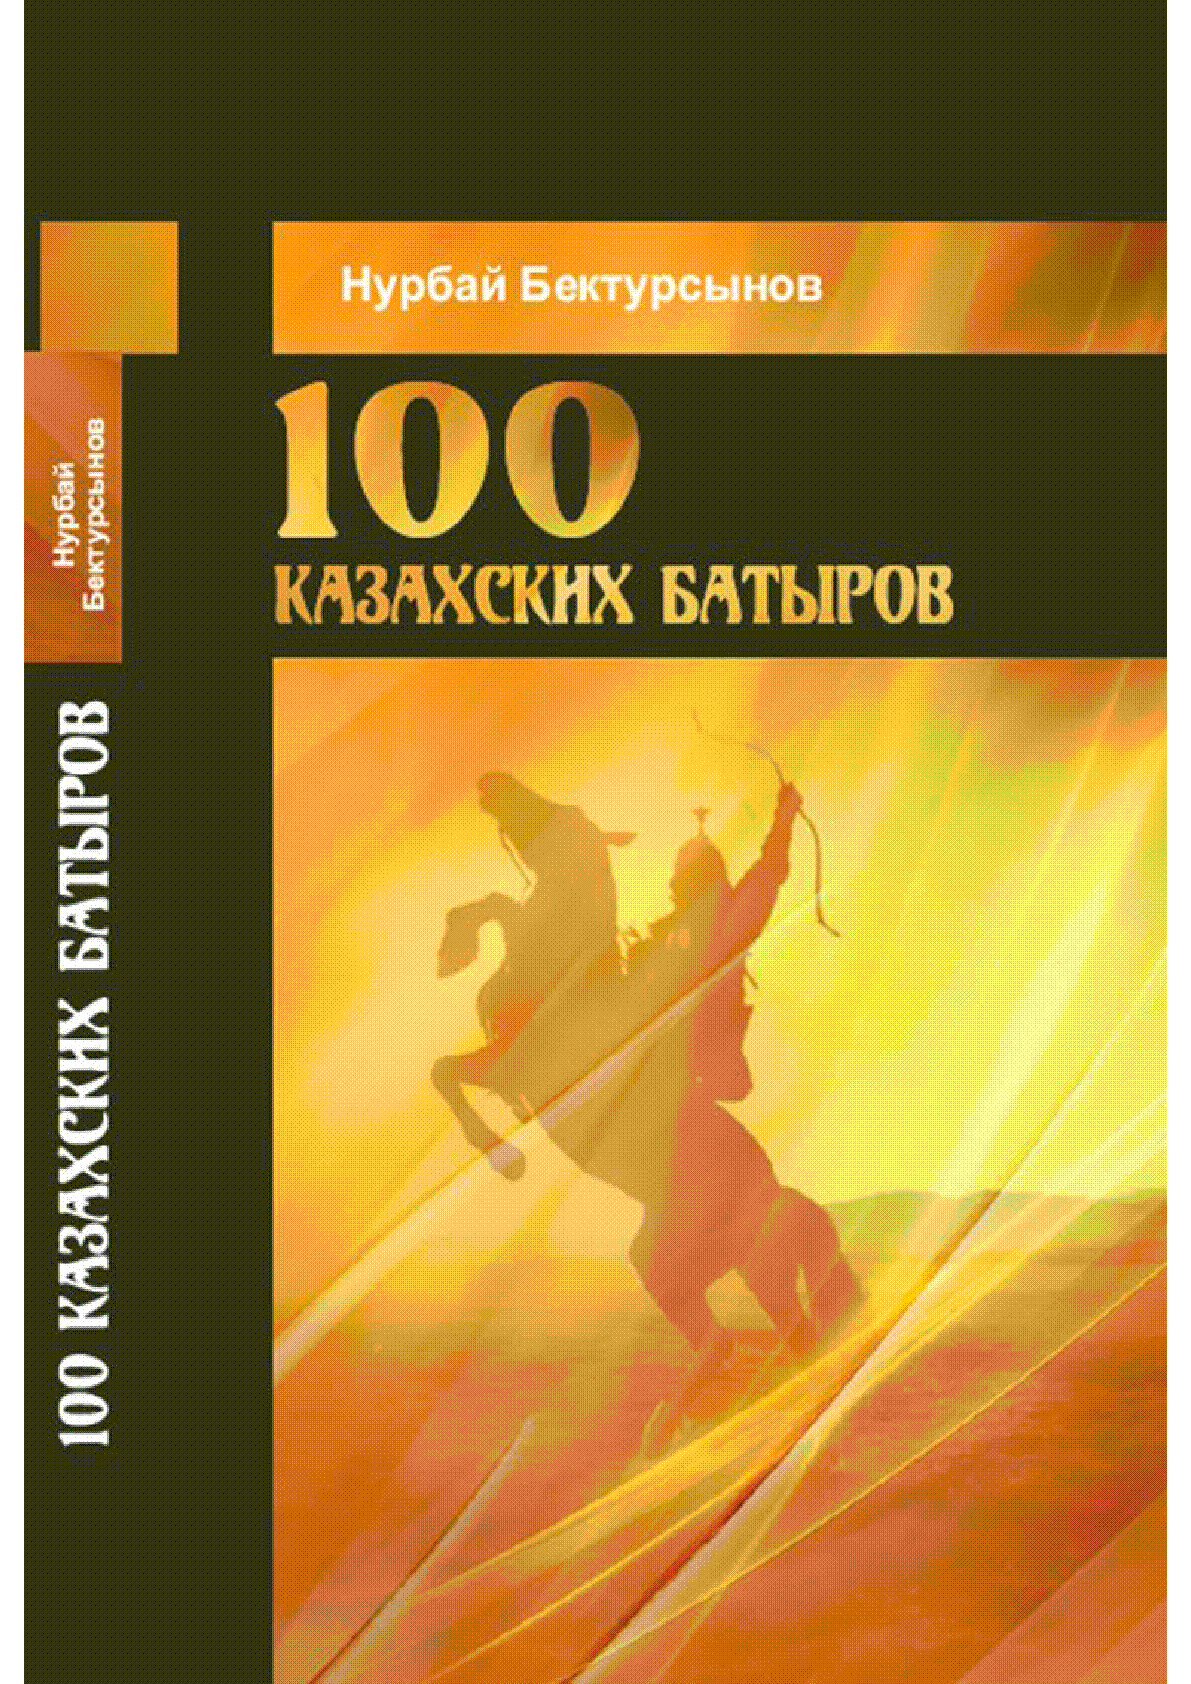 Нурбай Бектурсынов
100
КАЗАХСКИХ БАТЫРОВ
Нурбай
Бектурсынов
100 КАЗАХСКИХ БАТЫРОВ